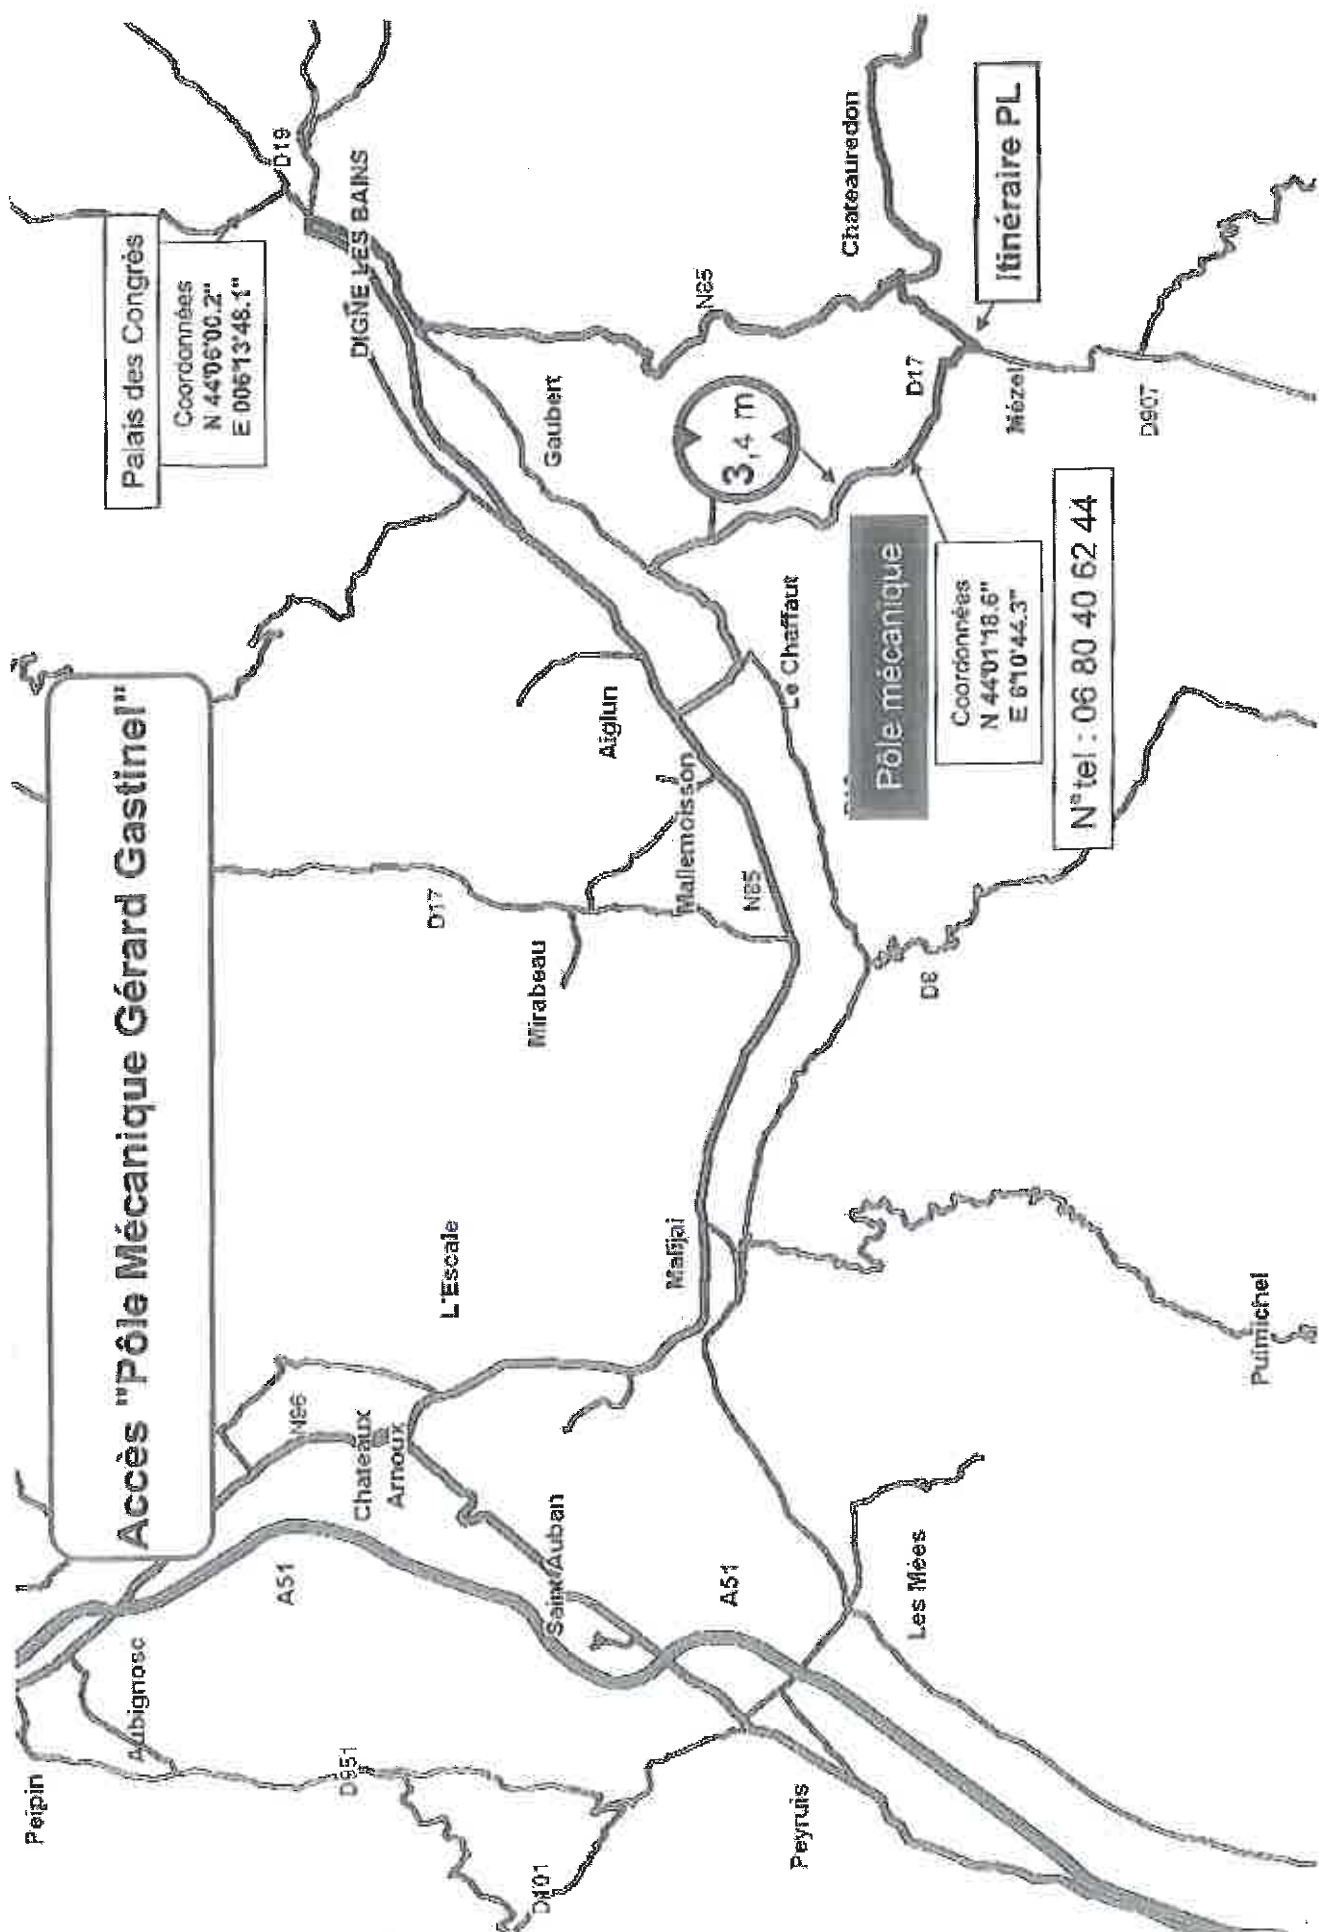 Accès "Pôle Mécanique Gérard Gastinel"
Palais des Congrès
Coordonnées
N 44°06'00.2"
E 006°13'48.1"
D19
DIGNE LES BAINS
Peipin
Aubignosc
A51
N96
Chateaux
Arnoux
L'Escale
D17
Mirabeau
Mallemoisson
Aiglun
Gaubert
N85
Chateauredon
3,4 m
D17
Itinéraire PL
Mézel
D907
D951
D101
Saint Auban
A51
Peyruis
Les Mées
Malijai
N85
Le Chaffaut
Pôle mécanique
Coordonnées
N 44°01'18.6"
E 6°10'44.3"
N°tel : 06 80 40 62 44
D8
Puimichel